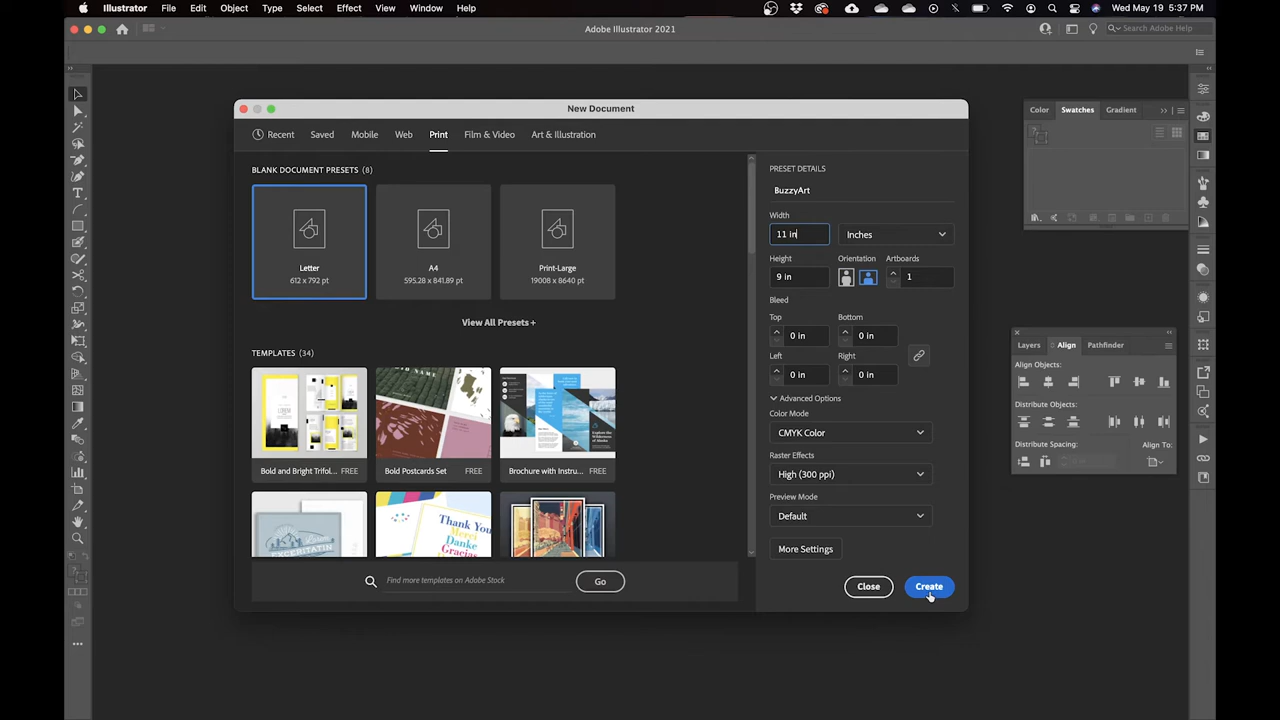 Illustrator File Edit Object Type Select Effect View Window Help Wed May 19 5:37 PM
Adobe Illustrator 2021
Search Adobe Help
New Document
Recent Saved Mobile Web Print Film & Video Art & Illustration
BLANK DOCUMENT PRESETS (8)
Letter
612 x 792 pt
A4
595.28 x 841.89 pt
Print-Large
19008 x 8640 pt
View All Presets +
TEMPLATES (34)
Bold and Bright Trifol... FREE
Bold Postcards Set FREE
Explore the
Wilderness
of Alaska
Brochure with Instru... FREE
EXCEPTATIN
Thank You
Merci
Danke
Gracias
Find more templates on Adobe Stock
Go
PRESET DETAILS
BuzzyArt
Width
11 in
Inches
Height Orientation Artboards
9 in
1
Bleed
Top Bottom
0 in 0 in
Left Right
0 in 0 in
Advanced Options
Color Mode
CMYK Color
Raster Effects
High (300 ppi)
Preview Mode
Default
More Settings
Close Create
Color Swatches Gradient
Layers Align Pathfinder
Align Objects:
Distribute Objects:
Distribute Spacing: Align To: